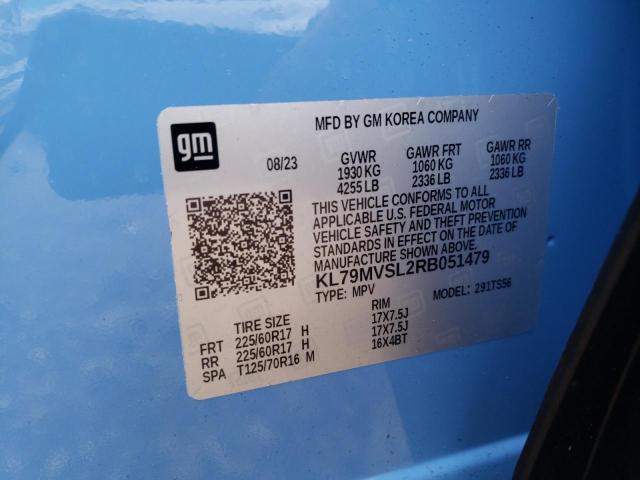 MFD BY GM KOREA COMPANY
gm
08/23
GVWR GAWR FRT GAWR RR
1930 KG 1060 KG 1060 KG
4255 LB 2336 LB 2336 LB
THIS VEHICLE CONFORMS TO ALL
APPLICABLE U.S. FEDERAL MOTOR
VEHICLE SAFETY AND THEFT PREVENTION
STANDARDS IN EFFECT ON THE DATE OF
MANUFACTURE SHOWN ABOVE.
KL79MVSL2RB051479
TYPE: MPV MODEL: 291TS56
TIRE SIZE RIM
FRT 225/60R17 H 17X7.5J
RR 225/60R17 H 17X7.5J
SPA T125/70R16 M 16X4BT